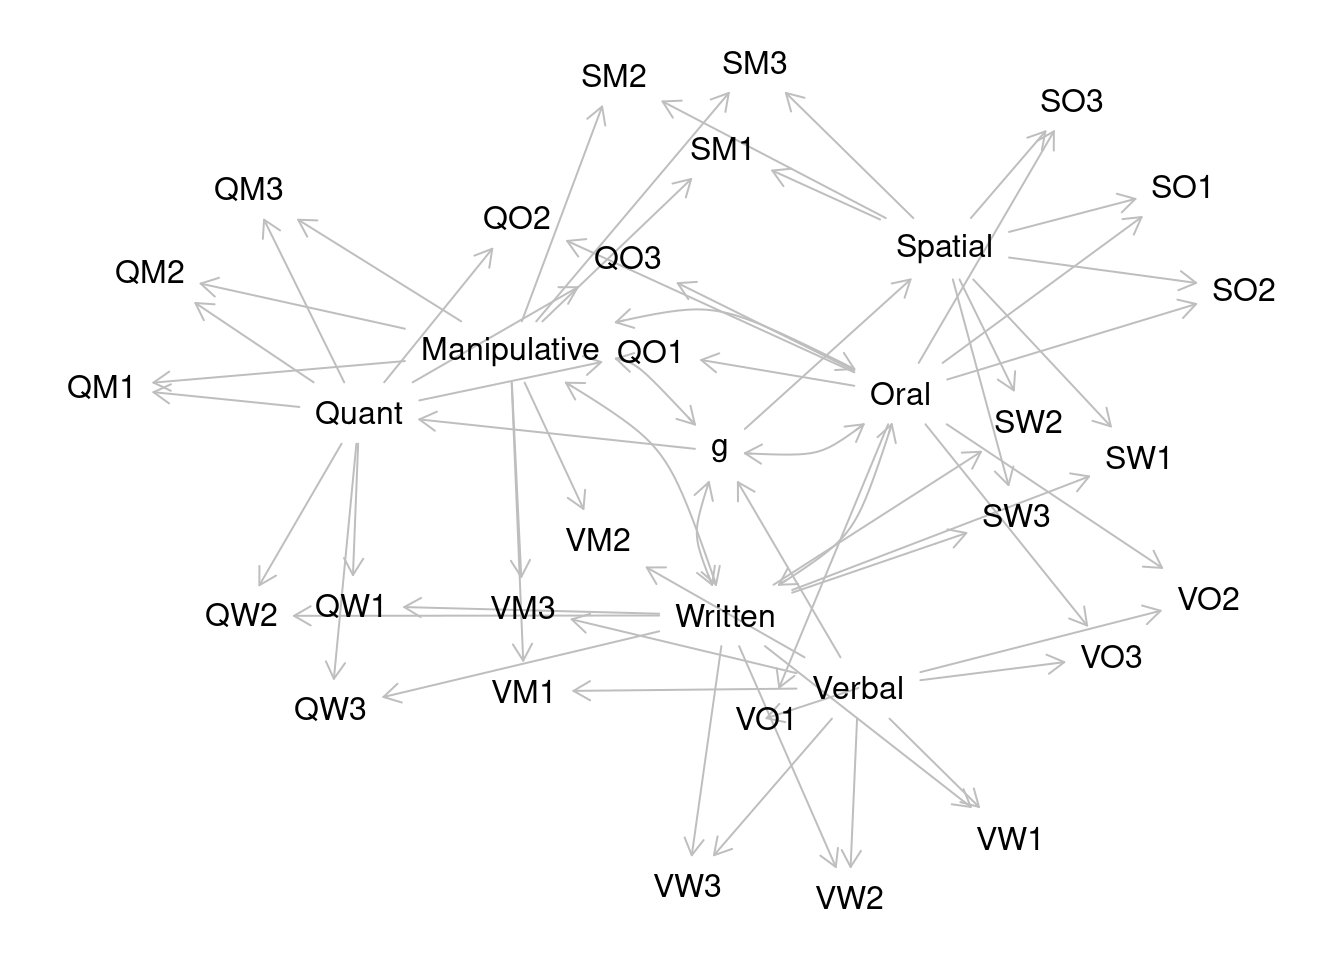 SM3
SM2
SO3
SM1
QM3
SO1
QO2
Spatial
QO3
QM2
SO2
Manipulative
QO1
QM1
Oral
Quant
SW2
g
SW1
SW3
VM2
VO2
QW1
VM3
QW2
Written
VO3
Verbal
VM1
QW3
VO1
VW1
VW3
VW2